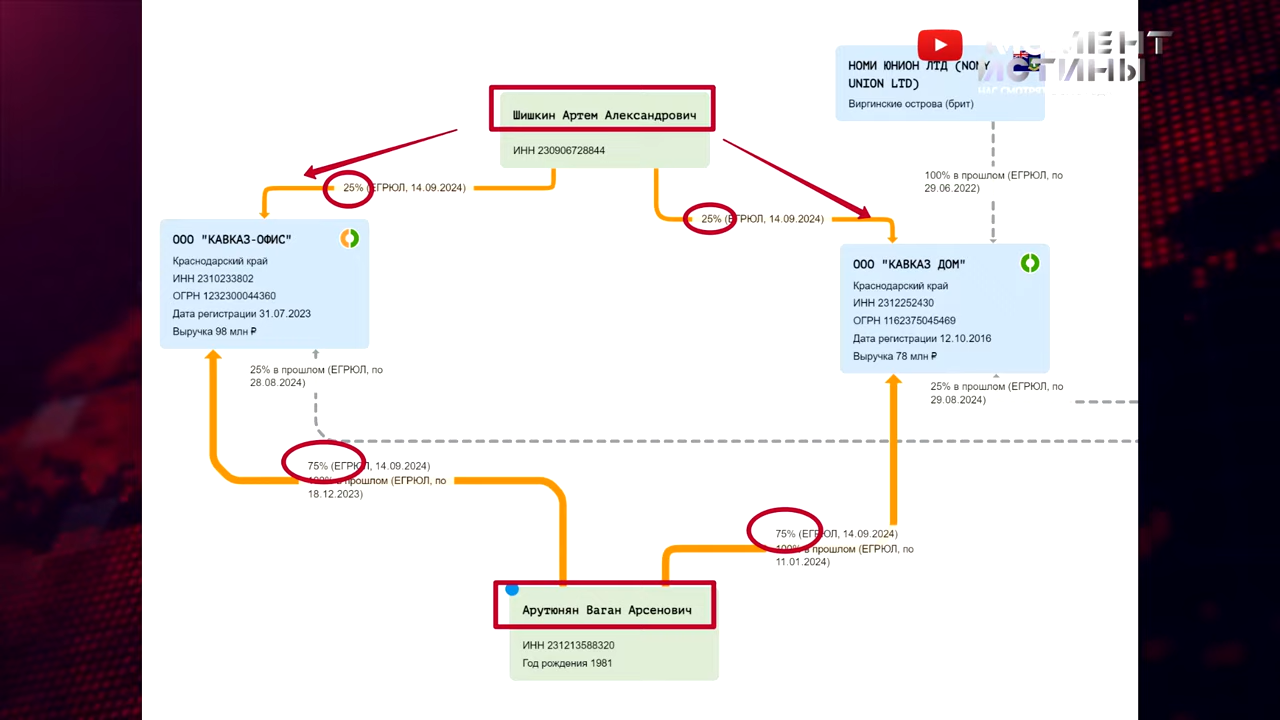 НОМИ ЮНИОН ЛТД (NOMY
UNION LTD)
Виргинские острова (брит)
Шишкин Артем Александрович
ИНН 230906728844
100% в прошлом (ЕГРЮЛ, по
29.06.2022)
25% (ЕГРЮЛ, 14.09.2024)
25% (ЕГРЮЛ, 14.09.2024)
ООО "КАВКАЗ-ОФИС"
Краснодарский край
ИНН 2310233802
ОГРН 1232300044360
Дата регистрации 31.07.2023
Выручка 98 млн ₽
ООО "КАВКАЗ ДОМ"
Краснодарский край
ИНН 2312252430
ОГРН 1162375045469
Дата регистрации 12.10.2016
Выручка 78 млн ₽
25% в прошлом (ЕГРЮЛ, по
28.08.2024)
25% в прошлом (ЕГРЮЛ, по
29.08.2024)
75% (ЕГРЮЛ, 14.09.2024)
100% в прошлом (ЕГРЮЛ, по
18.12.2023)
75% (ЕГРЮЛ, 14.09.2024)
100% в прошлом (ЕГРЮЛ, по
11.01.2024)
Арутюнян Ваган Арсенович
ИНН 231213588320
Год рождения 1981